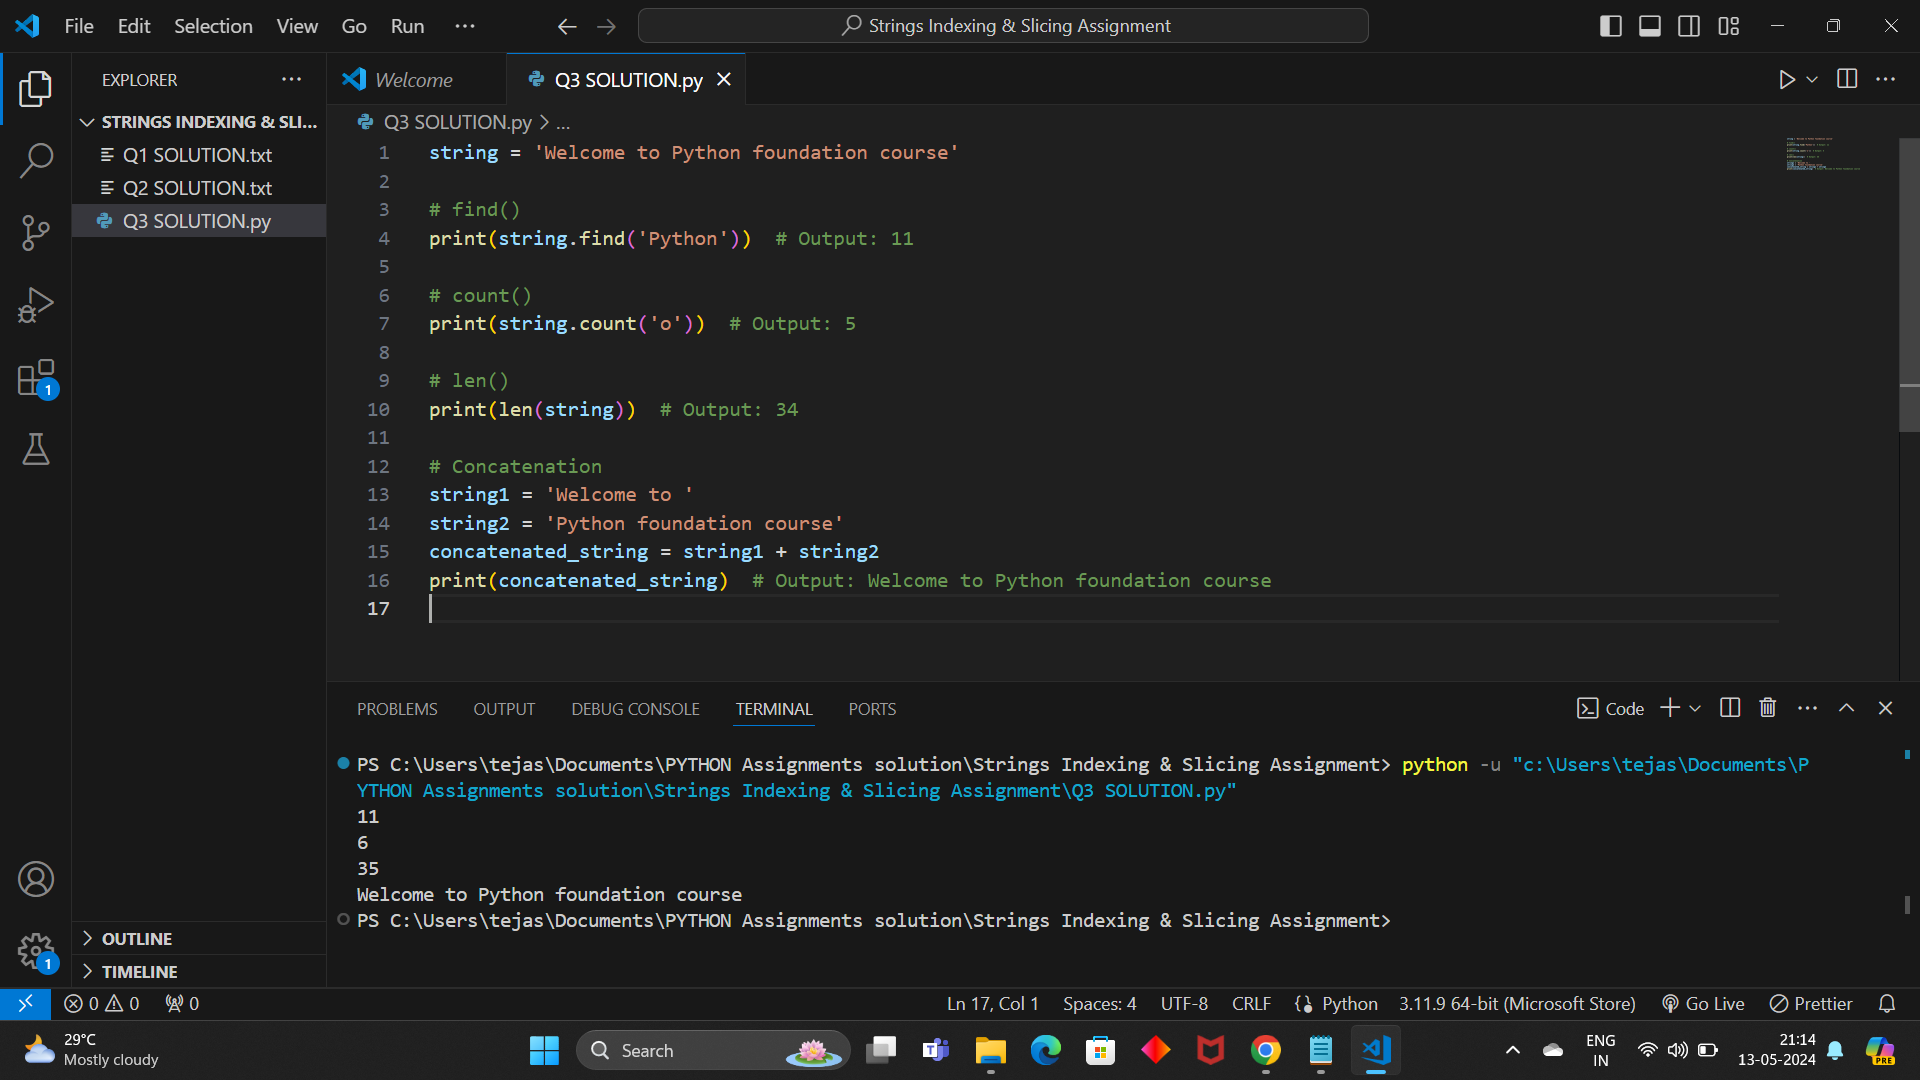 File Edit Selection View Go Run ...
Strings Indexing & Slicing Assignment
EXPLORER ...
Welcome
Q3 SOLUTION.py
STRINGS INDEXING & SLI...
Q1 SOLUTION.txt
Q2 SOLUTION.txt
Q3 SOLUTION.py
Q3 SOLUTION.py > ...
1 string = 'Welcome to Python foundation course'
2
3 # find()
4 print(string.find('Python')) # Output: 11
5
6 # count()
7 print(string.count('o')) # Output: 5
8
9 # len()
10 print(len(string)) # Output: 34
11
12 # Concatenation
13 string1 = 'Welcome to '
14 string2 = 'Python foundation course'
15 concatenated_string = string1 + string2
16 print(concatenated_string) # Output: Welcome to Python foundation course
17
1
PROBLEMS OUTPUT DEBUG CONSOLE TERMINAL PORTS
Code
PS C:\Users\tejas\Documents\PYTHON Assignments solution\Strings Indexing & Slicing Assignment> python -u "c:\Users\tejas\Documents\P
YTHON Assignments solution\Strings Indexing & Slicing Assignment\Q3 SOLUTION.py"
11
6
35
Welcome to Python foundation course
PS C:\Users\tejas\Documents\PYTHON Assignments solution\Strings Indexing & Slicing Assignment>
OUTLINE
1
TIMELINE
0 0 0
Ln 17, Col 1 Spaces: 4 UTF-8 CRLF {} Python 3.11.9 64-bit (Microsoft Store) Go Live Prettier
29°C
Mostly cloudy
Search
ENG
IN
21:14
13-05-2024
PRE